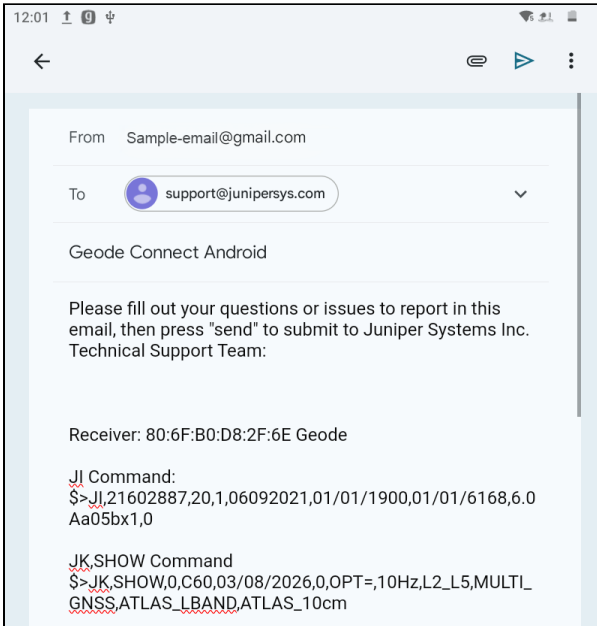 12:01
From Sample-email@gmail.com
To support@junipersys.com
Geode Connect Android
Please fill out your questions or issues to report in this
email, then press "send" to submit to Juniper Systems Inc.
Technical Support Team:
Receiver: 80:6F:B0:D8:2F:6E Geode
JI Command:
$>JI,21602887,20,1,06092021,01/01/1900,01/01/6168,6.0
Aa05bx1,0
JK,SHOW Command
$>JK,SHOW,0,C60,03/08/2026,0,OPT=,10Hz,L2_L5,MULTI_
GNSS,ATLAS_LBAND,ATLAS_10cm